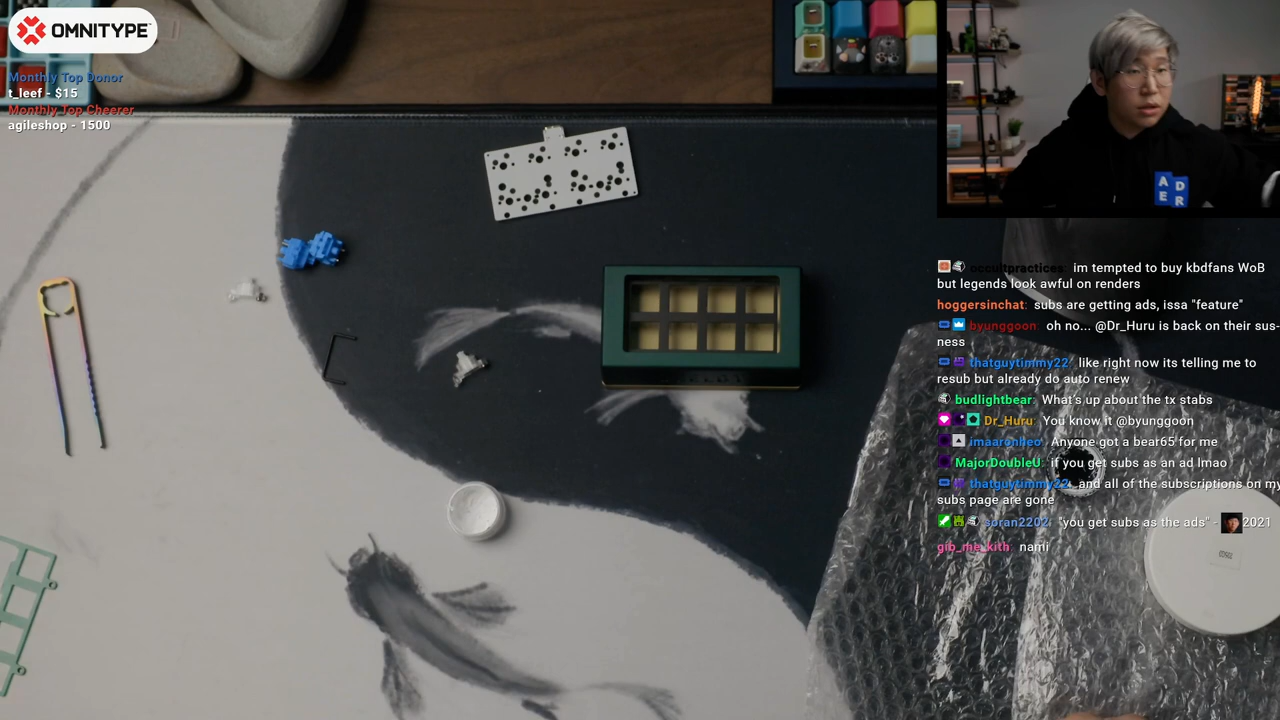 OMNITYPE
Monthly Top Donor
t_leef - $15
Monthly Top Cheerer
agileshop - 1500
A D
E R
occultpractices: im tempted to buy kbdfans WoB
but legends look awful on renders
hoggersinchat: subs are getting ads, issa "feature"
byunggoon: oh no... @Dr_Huru is back on their sus-
ness
thatguytimmy22: like right now its telling me to
resub but already do auto renew
budlightbear: What's up about the tx stabs
Dr_Huru: You know it @byunggoon
imaaronheo: Anyone got a bear65 for me
MajorDoubleU: if you get subs as an ad lmao
thatguytimmy22: and all of the subscriptions on my
subs page are gone
soran2202: "you get subs as the ads" - 2021
gib_me_kith: nami